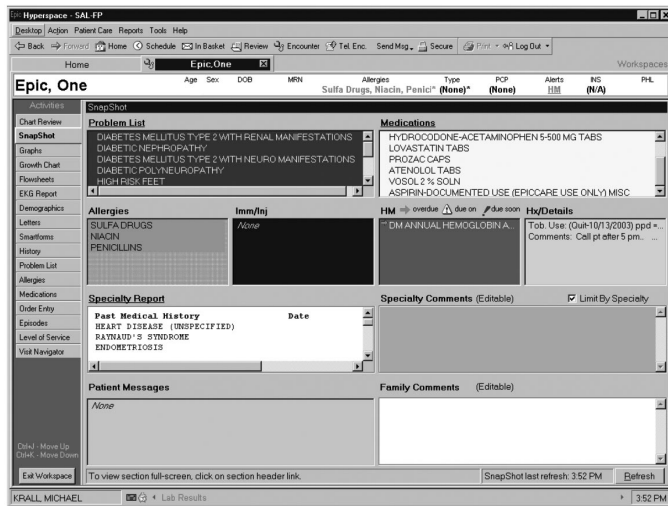 Epic Hyperspace - SAL-FP
Desktop Action Patient Care Reports Tools Help
Back Forward Home Schedule In Basket Review Encounter Tel. Enc. Send Msg. Secure Print Log Out
Home Epic,One Workspaces
Epic, One Age Sex DOB MRN Allergies Type PCP Alerts INS PHL
Sulfa Drugs, Niacin, Penici* (None)* (None) HM (N/A)
Activities
SnapShot
Chart Review
SnapShot
Graphs
Growth Chart
Flowsheets
EKG Report
Demographics
Letters
Smartforms
History
Problem List
Allergies
Medications
Order Entry
Episodes
Level of Service
Visit Navigator
Ctrl+J - Move Up
Ctrl+K - Move Down
Exit Workspace
Problem List
DIABETES MELLITUS TYPE 2 WITH RENAL MANIFESTATIONS
DIABETIC NEPHROPATHY
DIABETES MELLITUS TYPE 2 WITH NEURO MANIFESTATIONS
DIABETIC POLYNEUROPATHY
HIGH RISK FEET
Medications
HYDROCODONE-ACETAMINOPHEN 5-500 MG TABS
LOVASTATIN TABS
PROZAC CAPS
ATENOLOL TABS
VOSOL 2 % SOLN
ASPIRIN-DOCUMENTED USE (EPICCARE USE ONLY) MISC
Allergies
SULFA DRUGS
NIACIN
PENICILLINS
Imm/Inj
None
HM overdue due on due soon
DM ANNUAL HEMOGLOBIN A...
Hx/Details
Tob. Use: (Quit-10/13/2003) ppd =...
Comments: Call pt after 5 pm.. ...
Specialty Report
Past Medical History Date
HEART DISEASE (UNSPECIFIED)
RAYNAUD'S SYNDROME
ENDOMETRIOSIS
Specialty Comments (Editable) Limit By Specialty
Patient Messages
None
Family Comments (Editable)
To view section full-screen, click on section header link. SnapShot last refresh: 3:52 PM Refresh
KRALL, MICHAEL Lab Results 3:52 PM